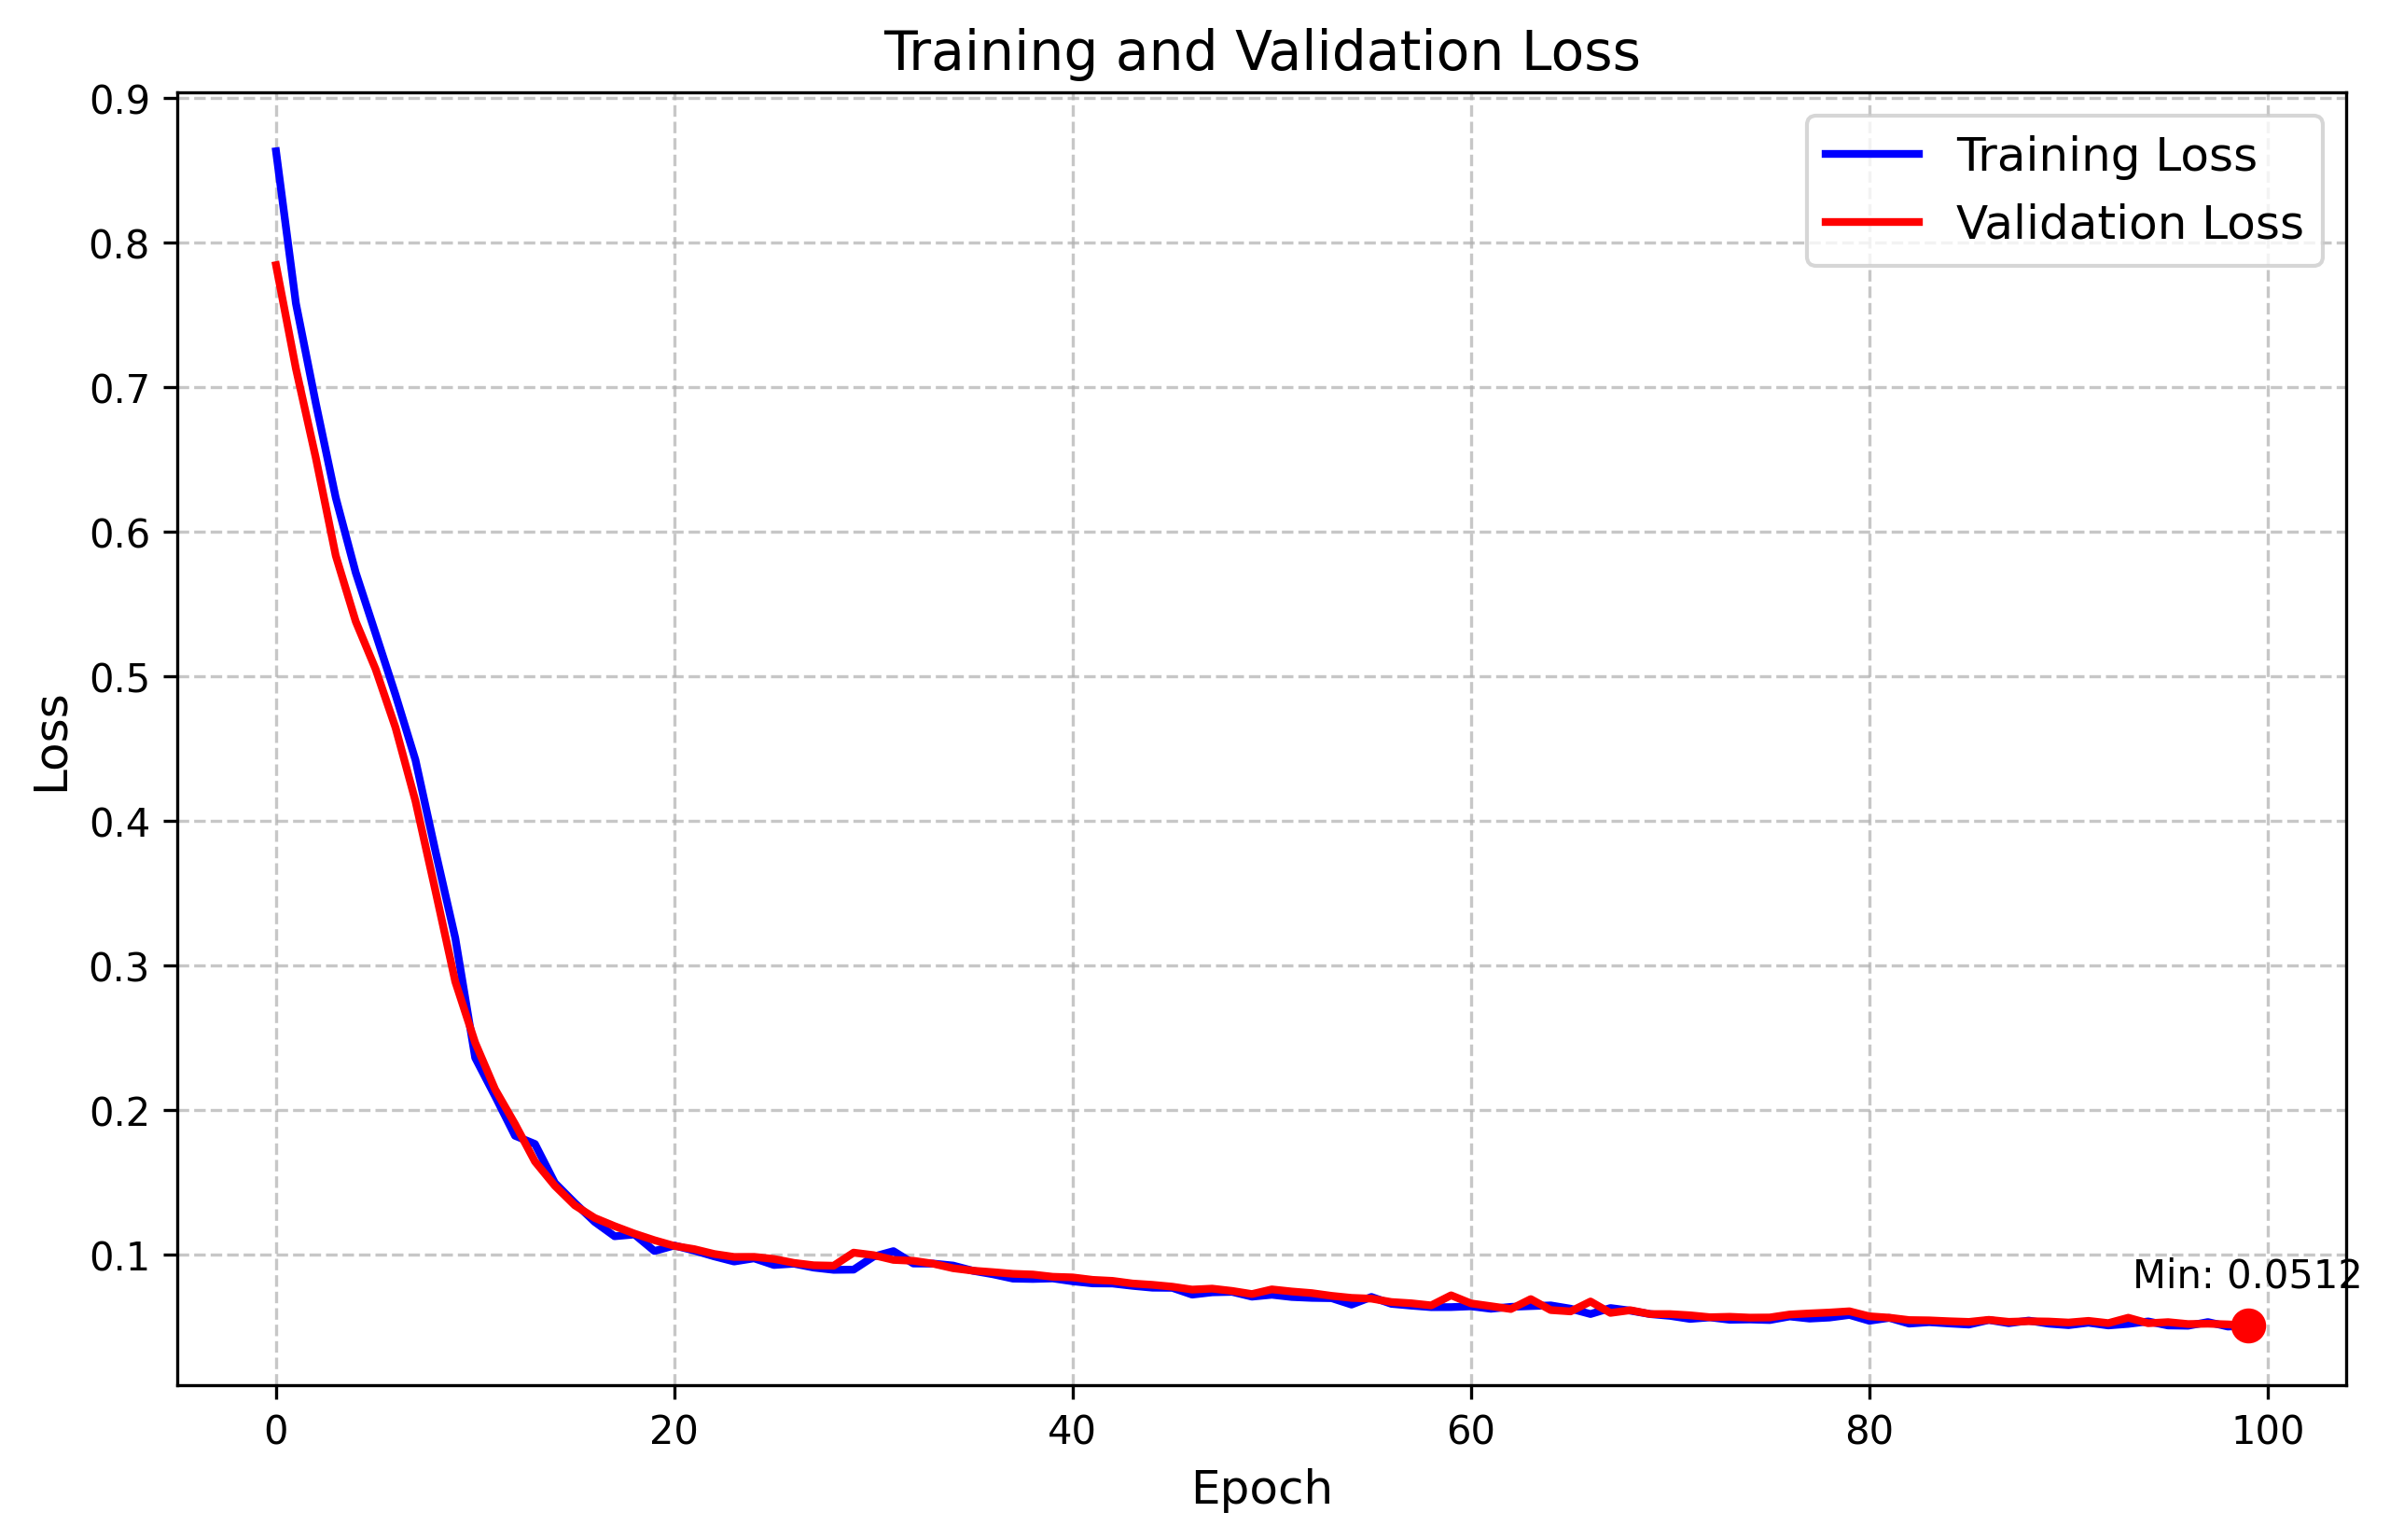 Training and Validation Loss
0.9
0.8
0.7
0.6
0.5
0.4
0.3
0.2
0.1
Loss
Training Loss
Validation Loss
Min: 0.0512
0 20 40 60 80 100
Epoch